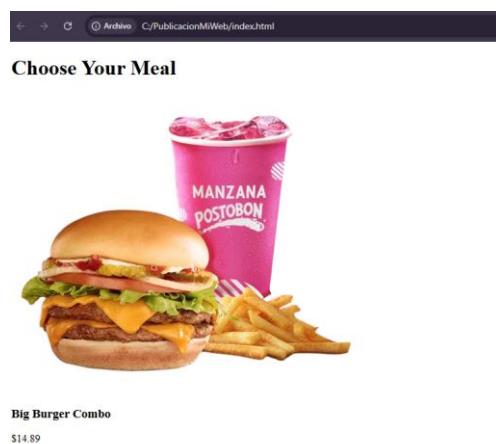 Archivo C:/PublicacionMiWeb/index.html
Choose Your Meal
MANZANA
POSTOBON
Big Burger Combo
$14.89